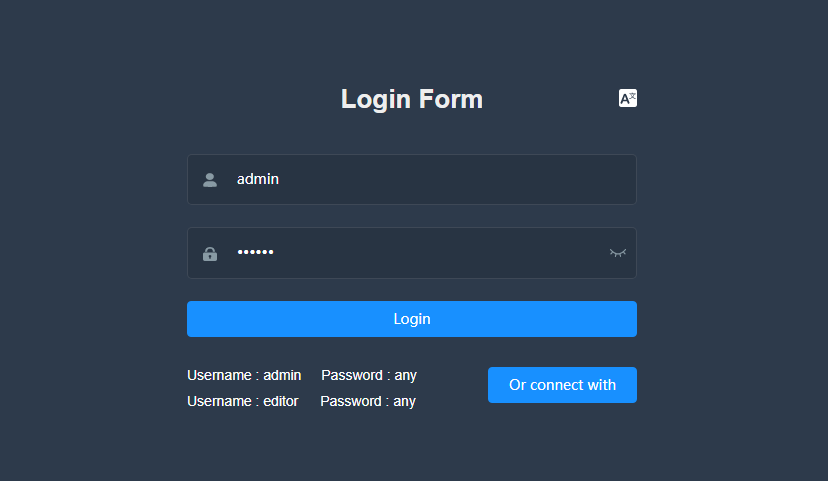 Login Form
admin
••••••
Login
Username : admin Password : any
Username : editor Password : any
Or connect with